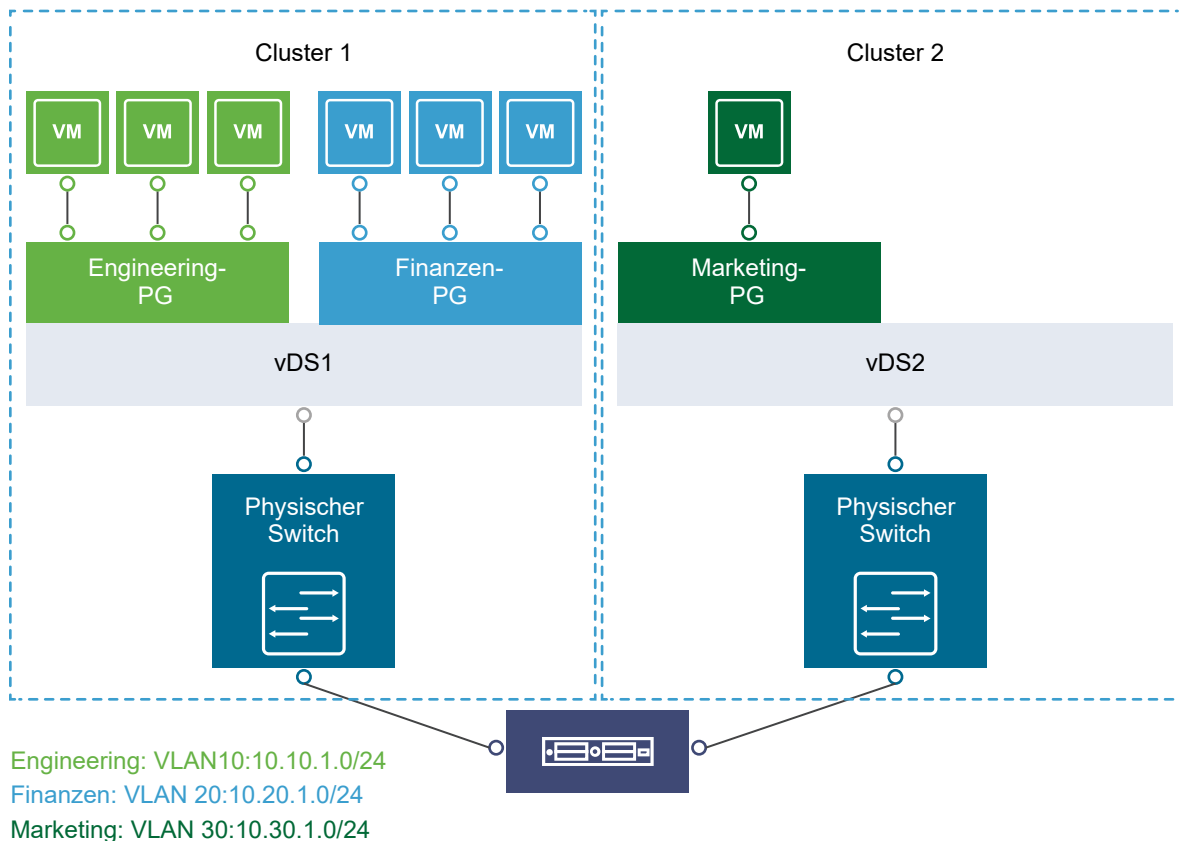 Cluster 1
Cluster 2
VM
VM
VM
VM
VM
VM
VM
Engineering-
PG
Finanzen-
PG
Marketing-
PG
vDS1
vDS2
Physischer
Switch
Physischer
Switch
Engineering: VLAN10:10.10.1.0/24
Finanzen: VLAN 20:10.20.1.0/24
Marketing: VLAN 30:10.30.1.0/24